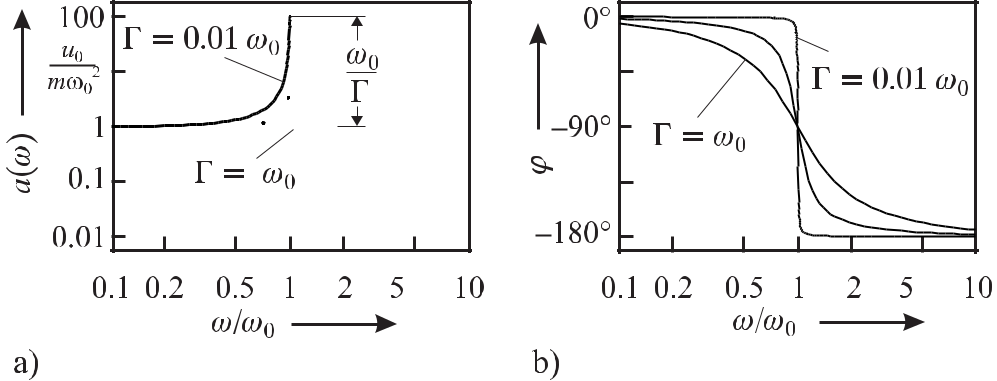 100
u₀
mω₀²
a(ω)
1
0.1
0.01
Γ = 0.01 ω₀
ω₀
Γ
Γ = ω₀
0.1 0.2 0.5 1 2 5 10
ω/ω₀
a)
0°
φ
−90°
−180°
Γ = 0.01 ω₀
Γ = ω₀
0.1 0.2 0.5 1 2 5 10
ω/ω₀
b)